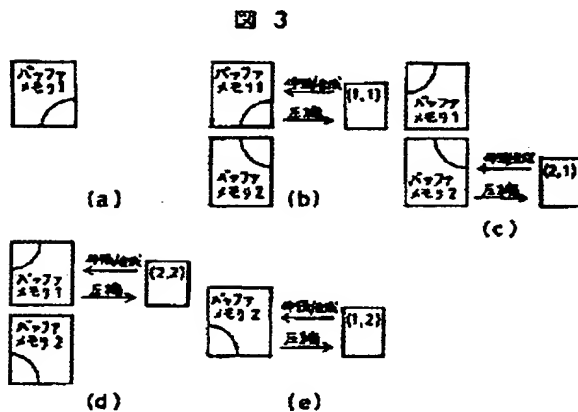 図 3
バッファ
メモリ1
(a)
バッファ
メモリ1
圧縮
(1,1)
バッファ
メモリ2
(b)
バッファ
メモリ1
バッファ
メモリ2
圧縮
(2,1)
(c)
バッファ
メモリ1
圧縮
(2,2)
バッファ
メモリ2
(d)
バッファ
メモリ2
圧縮
(1,2)
(e)